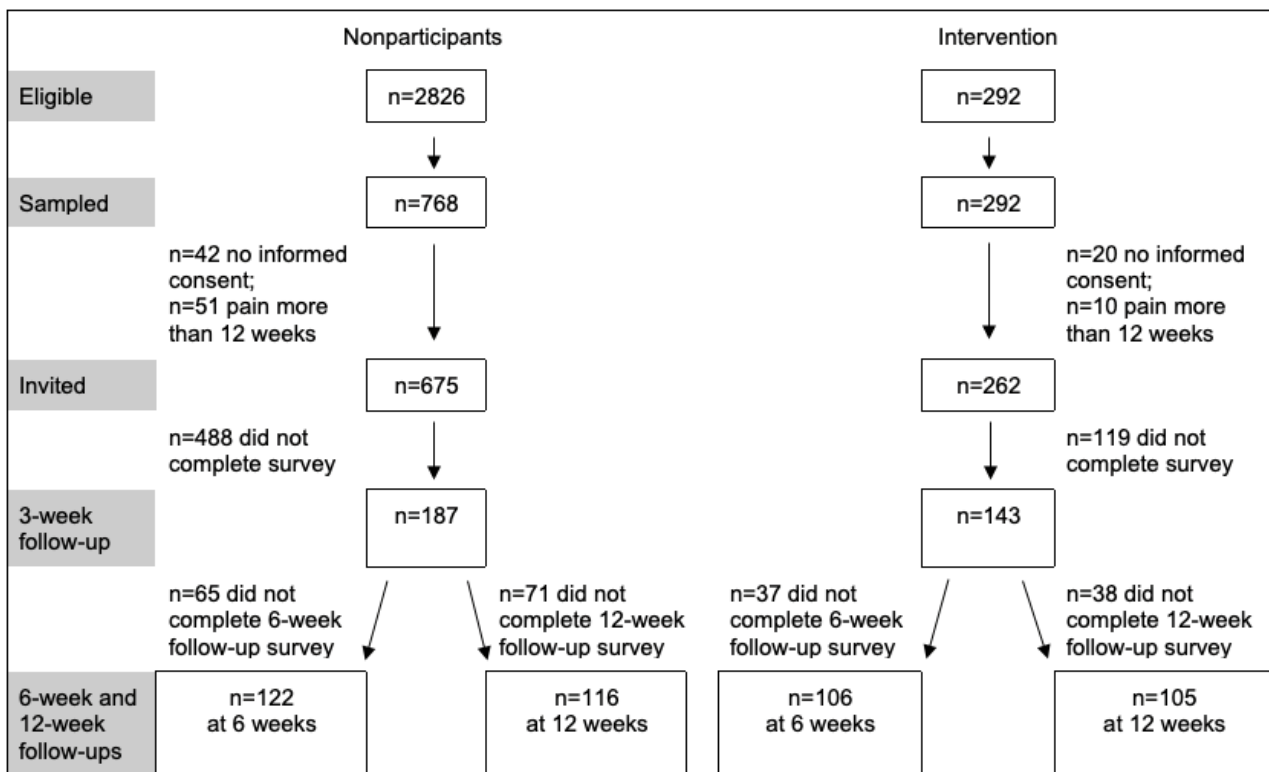 Nonparticipants
Intervention
Eligible
n=2826
n=292
Sampled
n=768
n=292
n=42 no informed
consent;
n=51 pain more
than 12 weeks
n=20 no informed
consent;
n=10 pain more
than 12 weeks
Invited
n=675
n=262
n=488 did not
complete survey
n=119 did not
complete survey
3-week
follow-up
n=187
n=143
n=65 did not
complete 6-week
follow-up survey
n=71 did not
complete 12-week
follow-up survey
n=37 did not
complete 6-week
follow-up survey
n=38 did not
complete 12-week
follow-up survey
6-week and
12-week
follow-ups
n=122
at 6 weeks
n=116
at 12 weeks
n=106
at 6 weeks
n=105
at 12 weeks